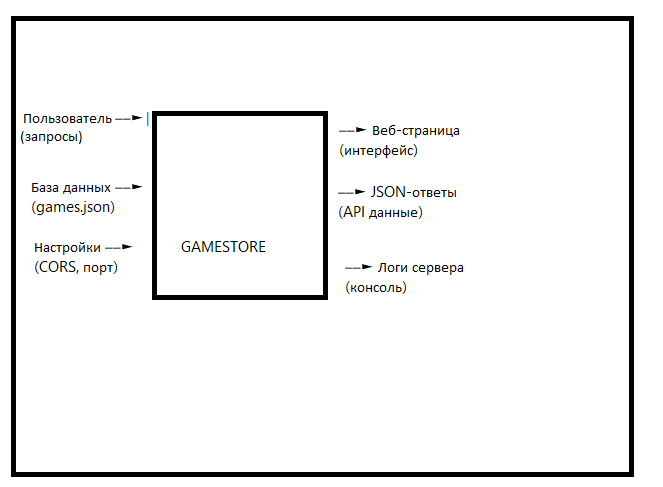 Пользователь —► |
(запросы)
База данных —►
(games.json)
Настройки —►
(CORS, порт)
GAMESTORE
—► Веб-страница
(интерфейс)
—► JSON-ответы
(API данные)
—► Логи сервера
(консоль)